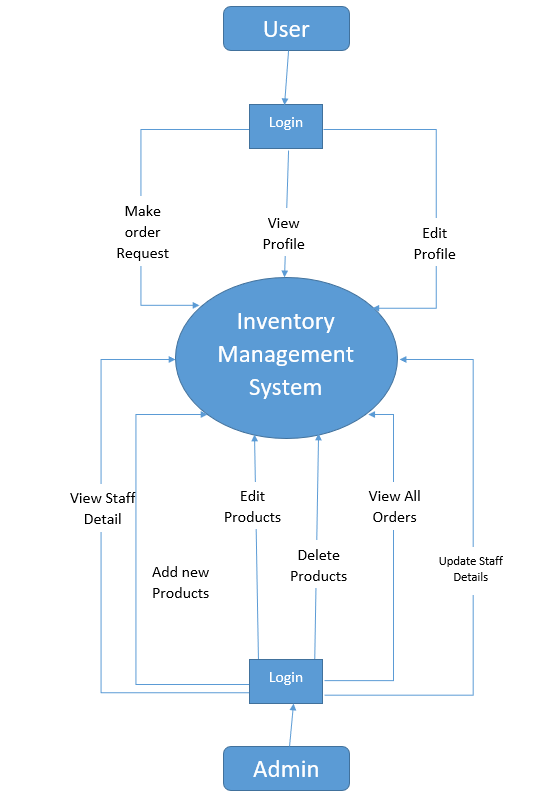 User
Login
Make
order
Request
View
Profile
Edit
Profile
Inventory
Management
System
View Staff
Detail
Edit
Products
View All
Orders
Delete
Products
Add new
Products
Update Staff
Details
Login
Admin